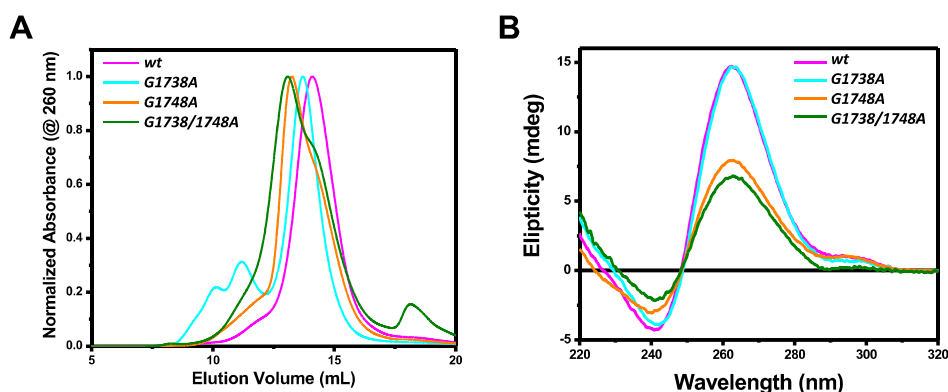 A
wt
G1738A
G1748A
G1738/1748A
Normalized Absorbance (@ 260 nm)
1.0
0.8
0.6
0.4
0.2
0.0
5
10
15
20
Elution Volume (mL)
B
wt
G1738A
G1748A
G1738/1748A
Elipticity (mdeg)
15
10
5
0
-5
220
240
260
280
300
320
Wavelength (nm)